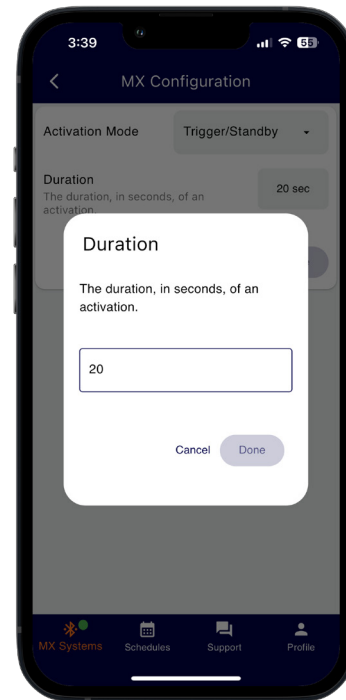 3:39
55
MX Configuration
Activation Mode
Trigger/Standby
Duration
20 sec
The duration, in seconds, of an
activation.
Duration
The duration, in seconds, of an
activation.
20
Cancel
Done
MX Systems
Schedules
Support
Profile